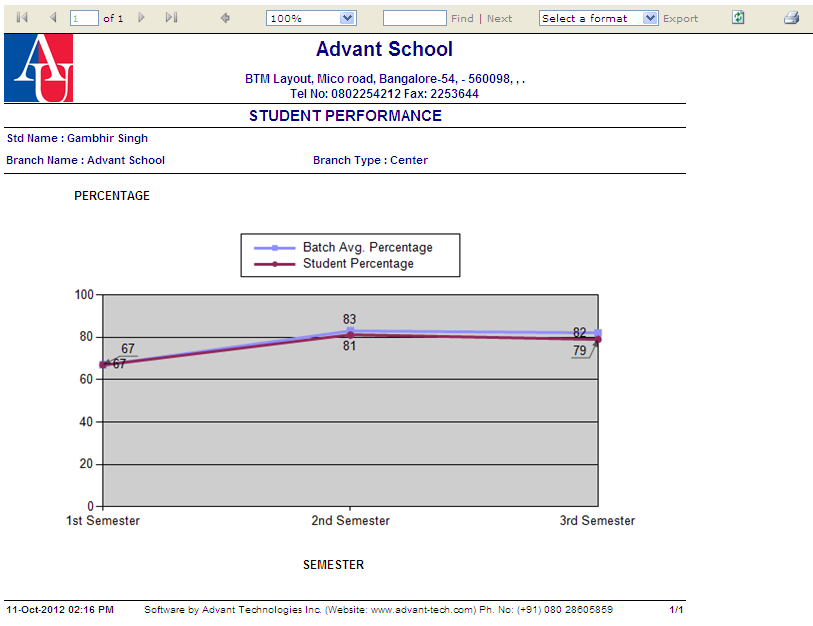 1 of 1 100% Find | Next Select a format Export
AU
Advant School
BTM Layout, Mico road, Bangalore-54, - 560098, , .
Tel No: 0802254212 Fax: 2253644
STUDENT PERFORMANCE
Std Name : Gambhir Singh
Branch Name : Advant School Branch Type : Center
PERCENTAGE
Batch Avg. Percentage
Student Percentage
100
83
80 82
81
67 79
67
60
40
20
0
1st Semester 2nd Semester 3rd Semester
SEMESTER
11-Oct-2012 02:16 PM Software by Advant Technologies Inc. (Website: www.advant-tech.com) Ph. No: (+91) 080 28605859 1/1